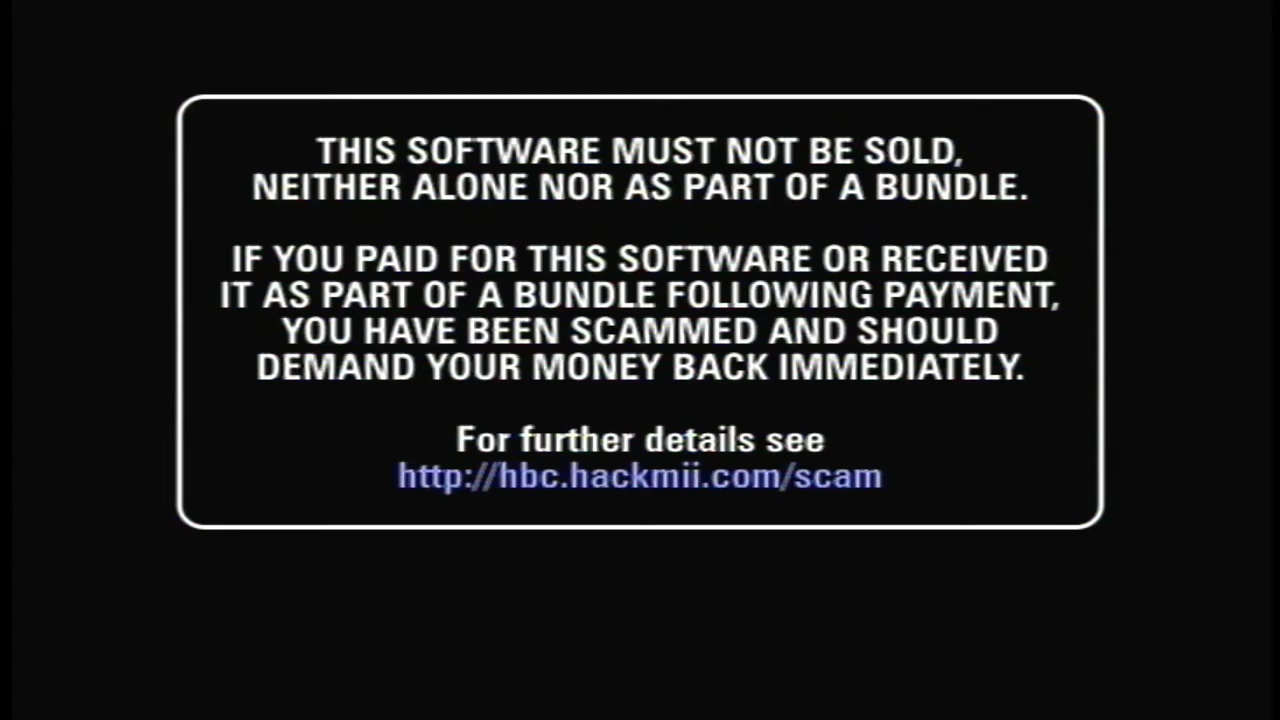 THIS SOFTWARE MUST NOT BE SOLD,
NEITHER ALONE NOR AS PART OF A BUNDLE.
IF YOU PAID FOR THIS SOFTWARE OR RECEIVED
IT AS PART OF A BUNDLE FOLLOWING PAYMENT,
YOU HAVE BEEN SCAMMED AND SHOULD
DEMAND YOUR MONEY BACK IMMEDIATELY.
For further details see
http://hbc.hackmii.com/scam